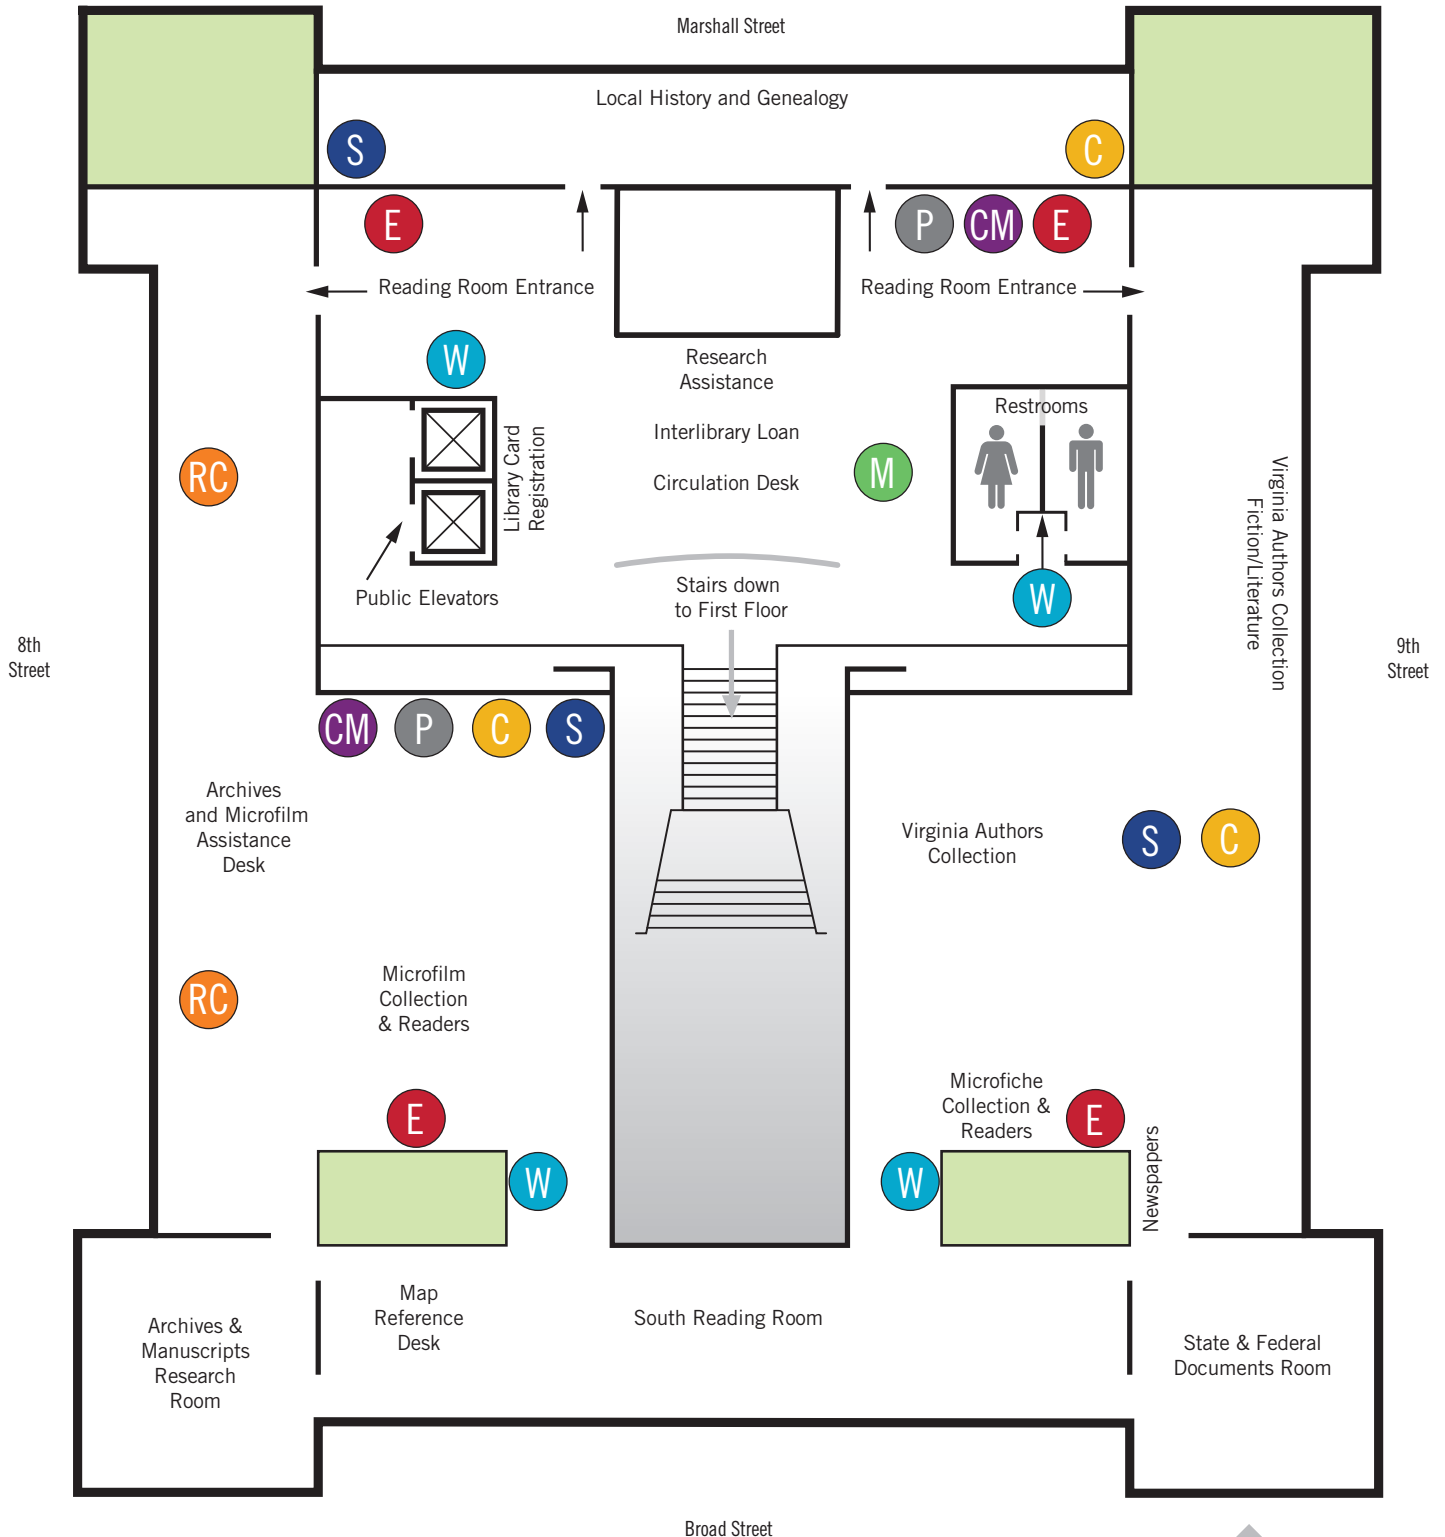 Marshall Street
Local History and Genealogy
S
C
E
P
CM
E
Reading Room Entrance
Reading Room Entrance
W
Research
Assistance
Interlibrary Loan
Circulation Desk
Library Card
Registration
Public Elevators
M
Restrooms
W
RC
Stairs down
to First Floor
Virginia Authors Collection
Fiction/Literature
8th
Street
9th
Street
CM
P
C
S
Archives
and Microfilm
Assistance
Desk
Virginia Authors
Collection
S
C
RC
Microfilm
Collection
& Readers
E
W
Microfiche
Collection &
Readers
E
W
Newspapers
Archives &
Manuscripts
Research
Room
Map
Reference
Desk
South Reading Room
State & Federal
Documents Room
Broad Street